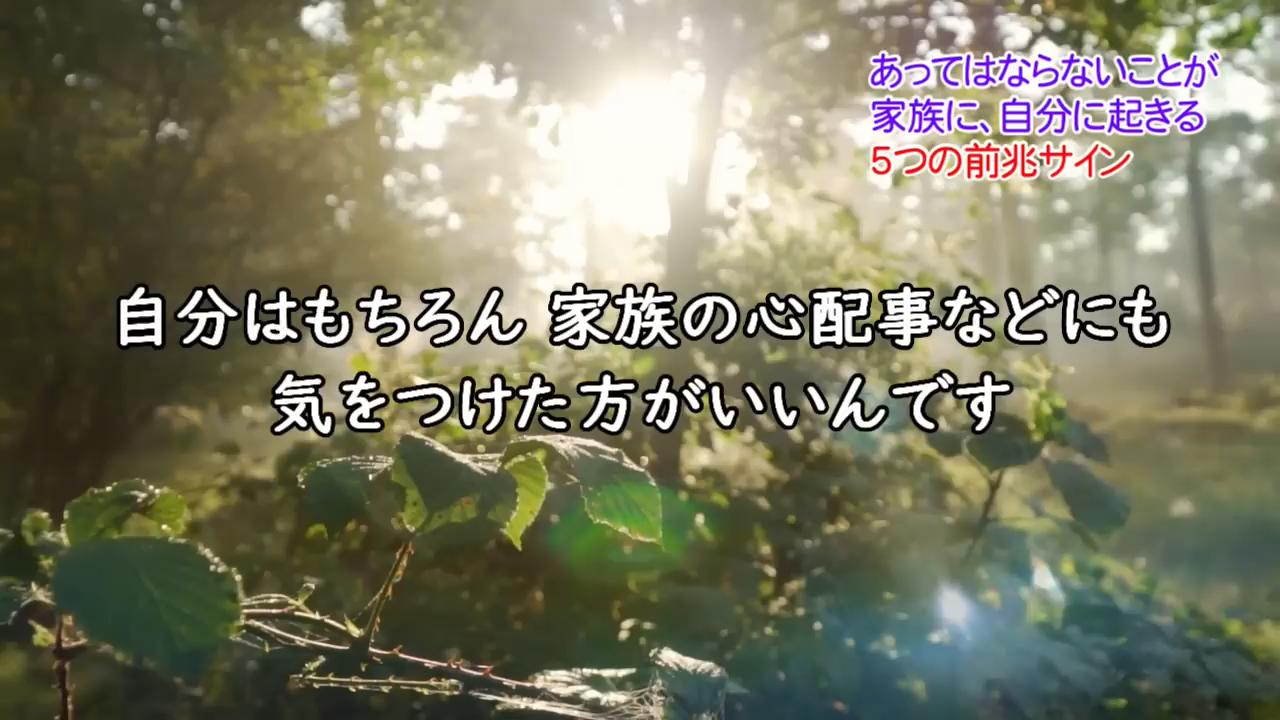 あってはならないことが
家族に、自分に起きる
5つの前兆サイン
自分はもちろん 家族の心配事などにも
気をつけた方がいいんです